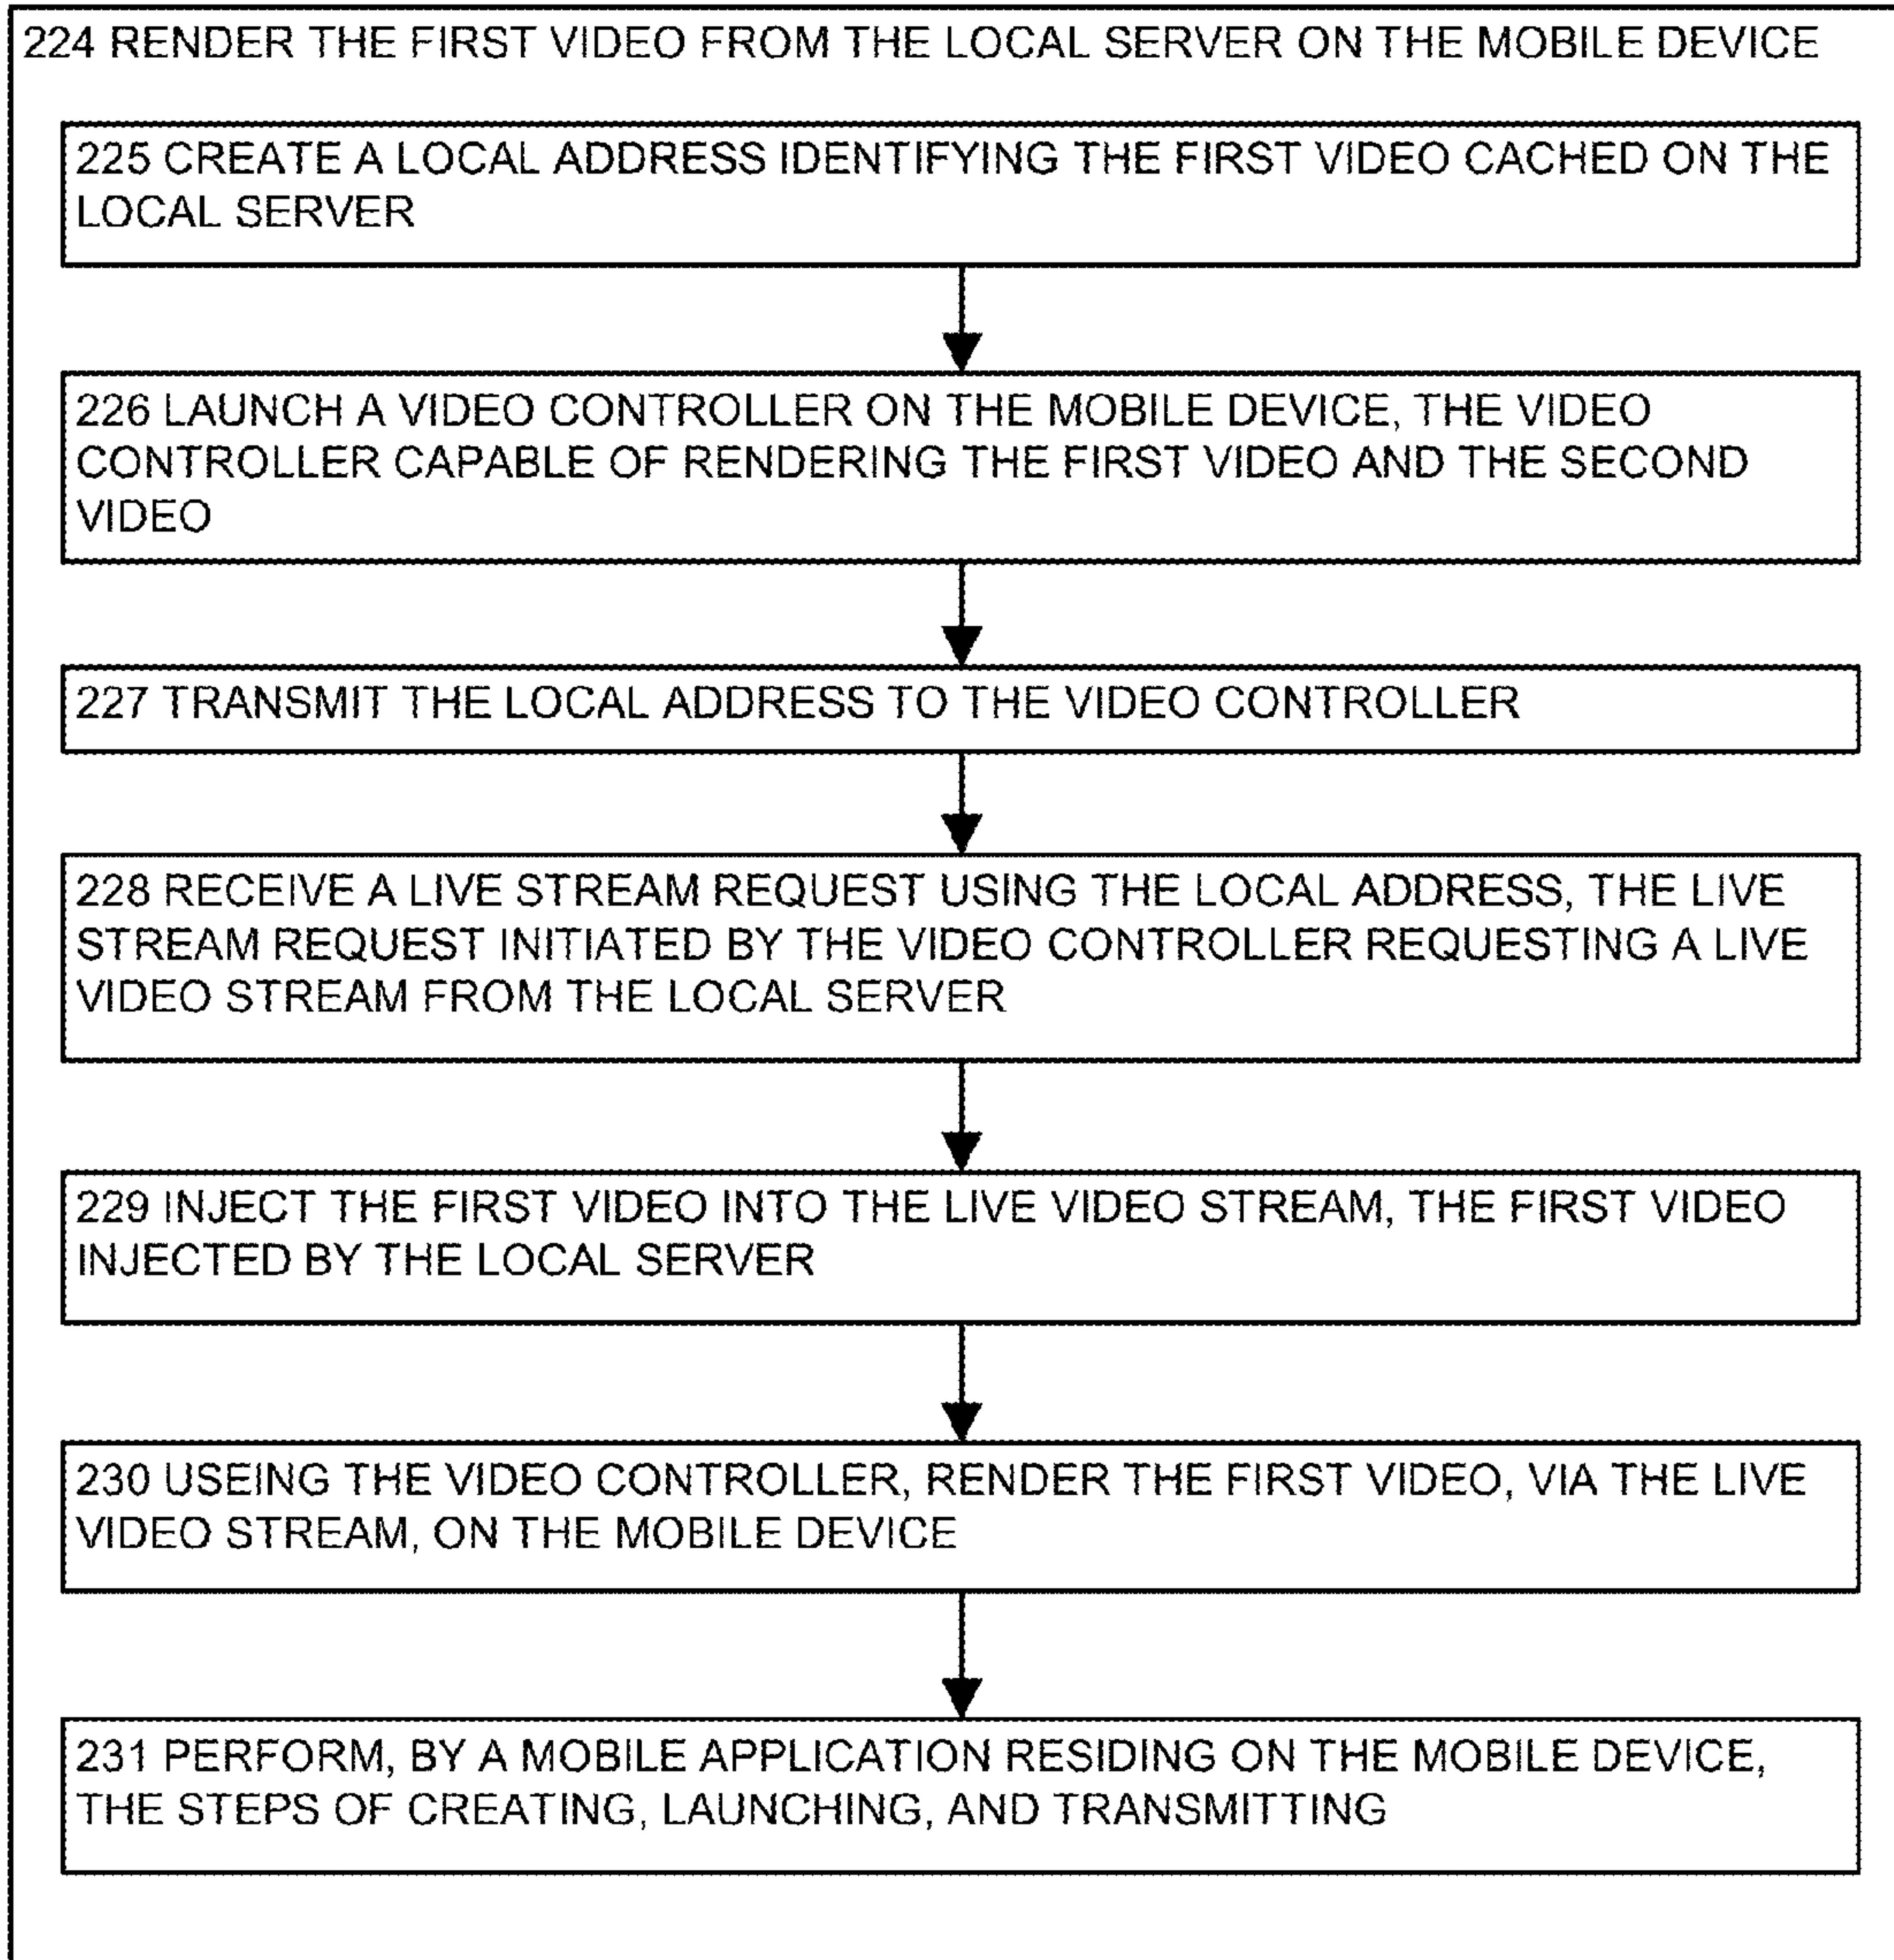 224 RENDER THE FIRST VIDEO FROM THE LOCAL SERVER ON THE MOBILE DEVICE
225 CREATE A LOCAL ADDRESS IDENTIFYING THE FIRST VIDEO CACHED ON THE
LOCAL SERVER
226 LAUNCH A VIDEO CONTROLLER ON THE MOBILE DEVICE, THE VIDEO
CONTROLLER CAPABLE OF RENDERING THE FIRST VIDEO AND THE SECOND
VIDEO
227 TRANSMIT THE LOCAL ADDRESS TO THE VIDEO CONTROLLER
228 RECEIVE A LIVE STREAM REQUEST USING THE LOCAL ADDRESS, THE LIVE
STREAM REQUEST INITIATED BY THE VIDEO CONTROLLER REQUESTING A LIVE
VIDEO STREAM FROM THE LOCAL SERVER
229 INJECT THE FIRST VIDEO INTO THE LIVE VIDEO STREAM, THE FIRST VIDEO
INJECTED BY THE LOCAL SERVER
230 USEING THE VIDEO CONTROLLER, RENDER THE FIRST VIDEO, VIA THE LIVE
VIDEO STREAM, ON THE MOBILE DEVICE
231 PERFORM, BY A MOBILE APPLICATION RESIDING ON THE MOBILE DEVICE,
THE STEPS OF CREATING, LAUNCHING, AND TRANSMITTING